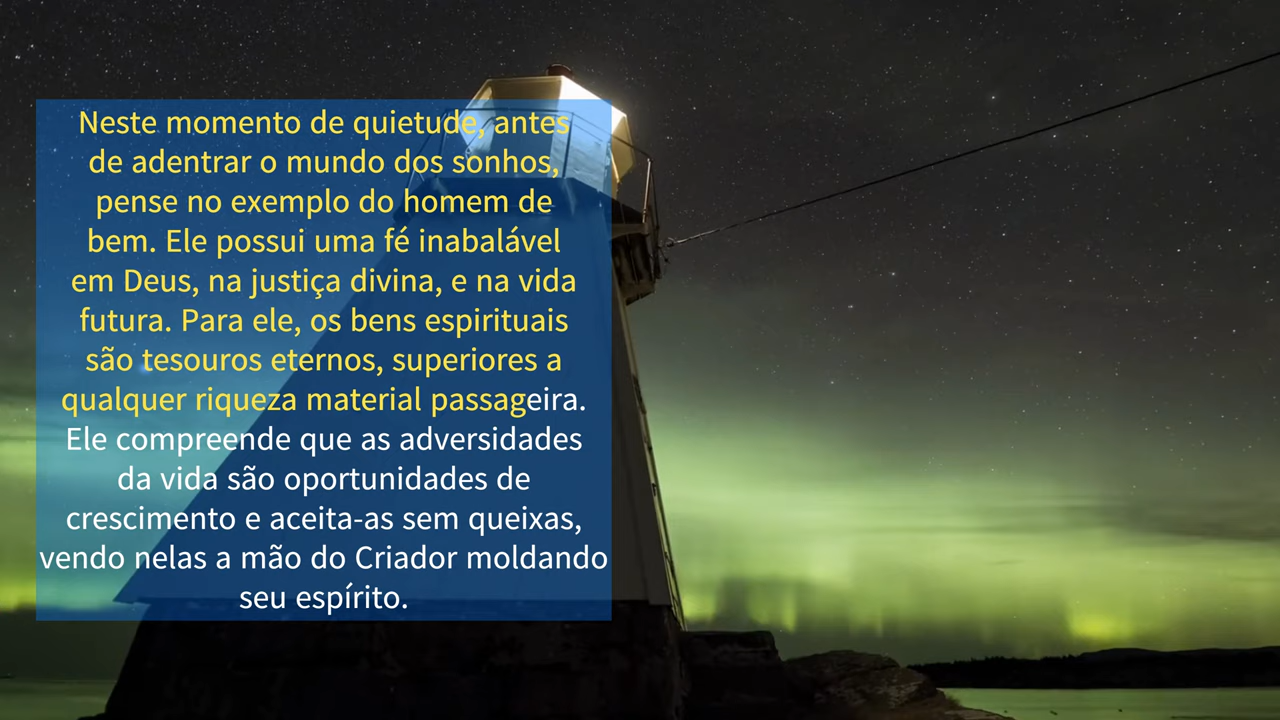 Neste momento de quietude, antes
de adentrar o mundo dos sonhos,
pense no exemplo do homem de
bem. Ele possui uma fé inabalável
em Deus, na justiça divina, e na vida
futura. Para ele, os bens espirituais
são tesouros eternos, superiores a
qualquer riqueza material passageira.
Ele compreende que as adversidades
da vida são oportunidades de
crescimento e aceita-as sem queixas,
vendo nelas a mão do Criador moldando
seu espírito.